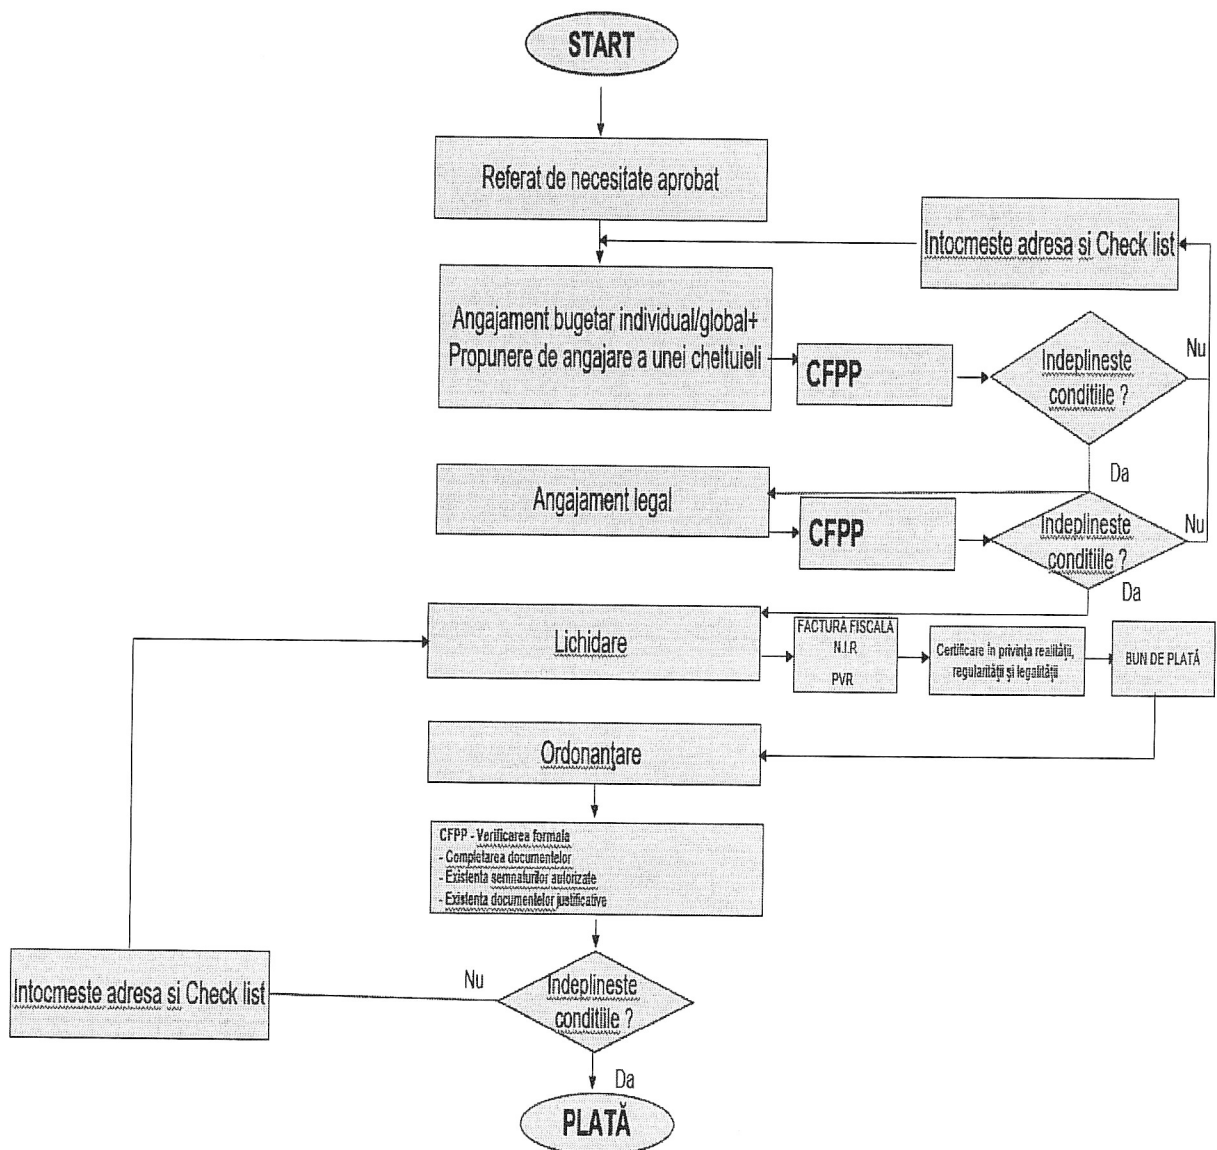 START
Referat de necesitate aprobat
Intocmeste adresa si Check list
Angajament bugetar individual/global+
Propunere de angajare a unei cheltuieli
CFPP
Indeplineste
conditiile ?
Nu
Da
Angajament legal
CFPP
Indeplineste
conditiile ?
Nu
Da
Lichidare
FACTURĂ FISCALA
N.I.R
PVR
Certificare în privința realității,
regularității și legalității
BUN DE PLATĂ
Ordonanțare
CFPP - Verificarea formala
- Completarea documentelor
- Existenta semnaturilor autorizate
- Existenta documentelor justificative
Intocmeste adresa si Check list
Nu
Indeplineste
conditiile ?
Da
PLATĂ